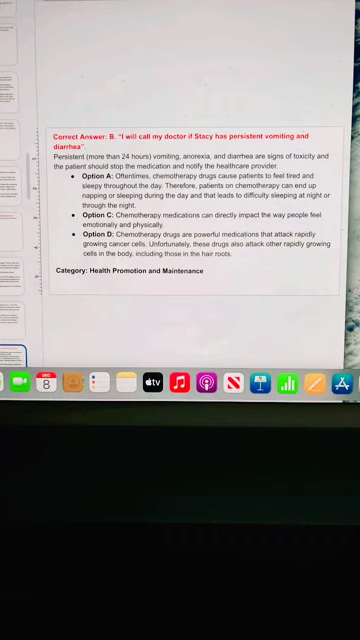 Correct Answer: B. "I will call my doctor if Stacy has persistent vomiting and
diarrhea".
Persistent (more than 24 hours) vomiting, anorexia, and diarrhea are signs of toxicity and
the patient should stop the medication and notify the healthcare provider.
● Option A: Oftentimes, chemotherapy drugs cause patients to feel tired and
sleepy throughout the day. Therefore, patients on chemotherapy can end up
napping or sleeping during the day and that leads to difficulty sleeping at night or
through the night.
● Option C: Chemotherapy medications can directly impact the way people feel
emotionally and physically.
● Option D: Chemotherapy drugs are powerful medications that attack rapidly
growing cancer cells. Unfortunately, these drugs also attack other rapidly growing
cells in the body, including those in the hair roots.
Category: Health Promotion and Maintenance
DEC
8
tv